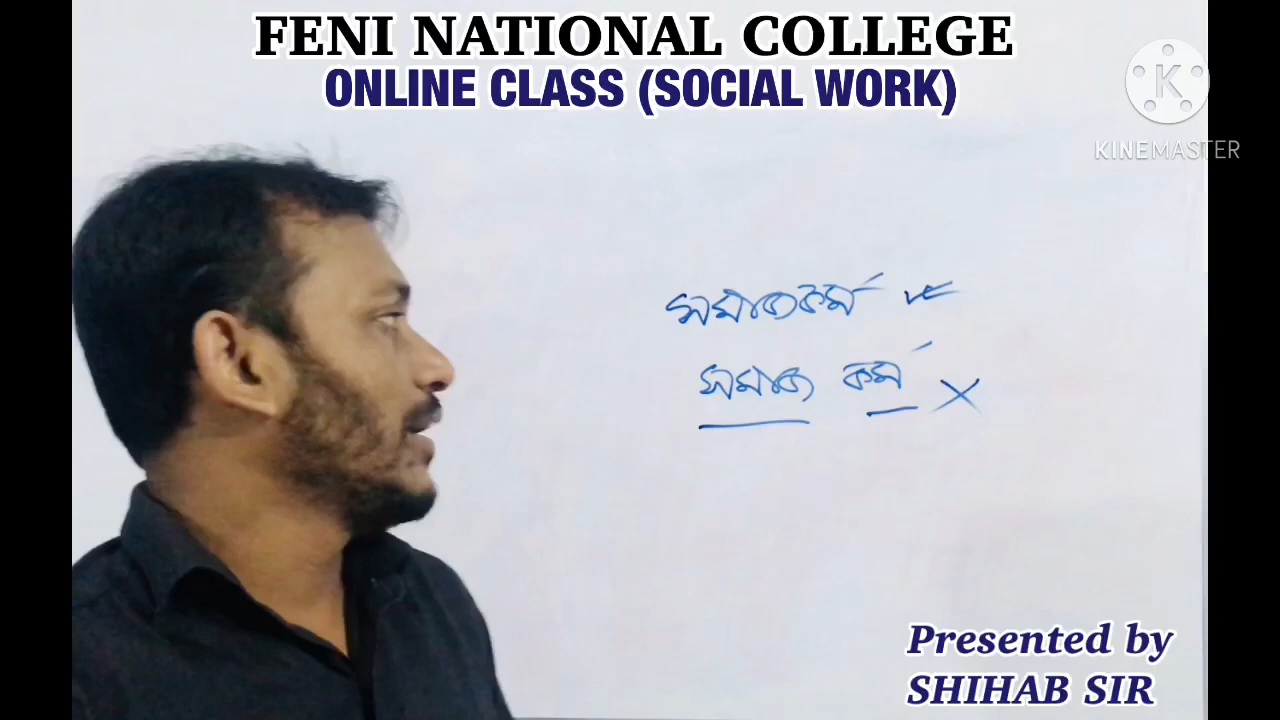 FENI NATIONAL COLLEGE
ONLINE CLASS (SOCIAL WORK)
KINEMASTER
সমাজকর্ম
সমাজ কর্ম
Presented by
SHIHAB SIR